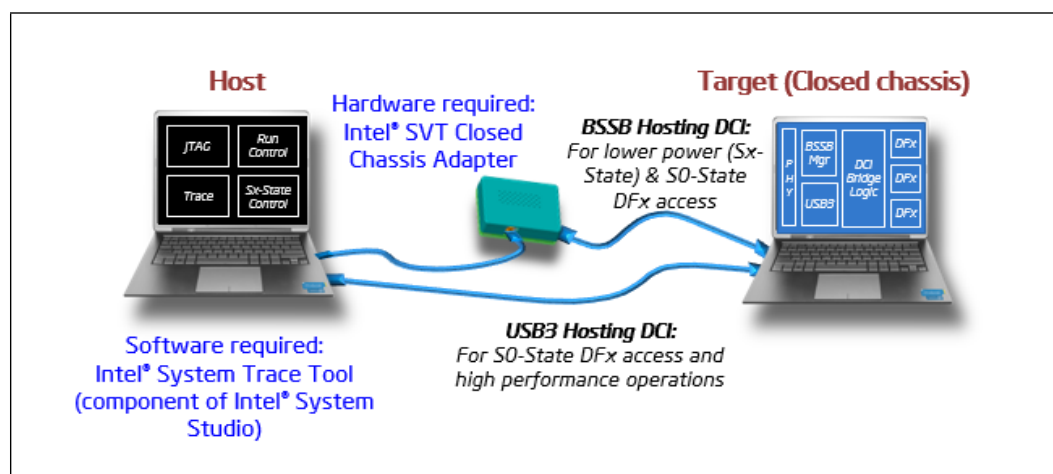 Host
Target (Closed chassis)
Hardware required:
Intel® SVT Closed
Chassis Adapter
BSSB Hosting DCI:
For lower power (Sx-
State) & S0-State
DFx access
JTAG
Run
Control
Trace
Sx-State
Control
P
H
Y
BSSB
Mgr
USB3
DCI
Bridge
Logic
DFx
DFx
DFx
USB3 Hosting DCI:
For S0-State DFx access and
high performance operations
Software required:
Intel® System Trace Tool
(component of Intel® System
Studio)